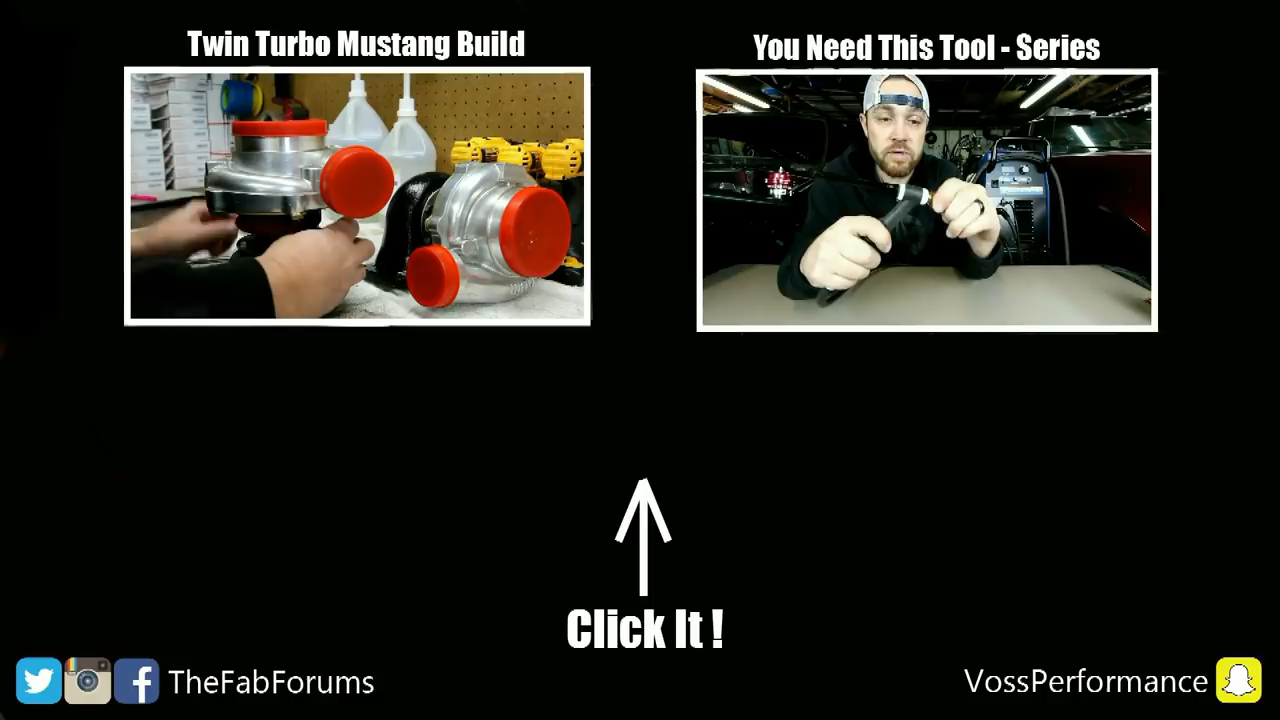 Twin Turbo Mustang Build
You Need This Tool - Series
Click It !
TheFabForums
VossPerformance